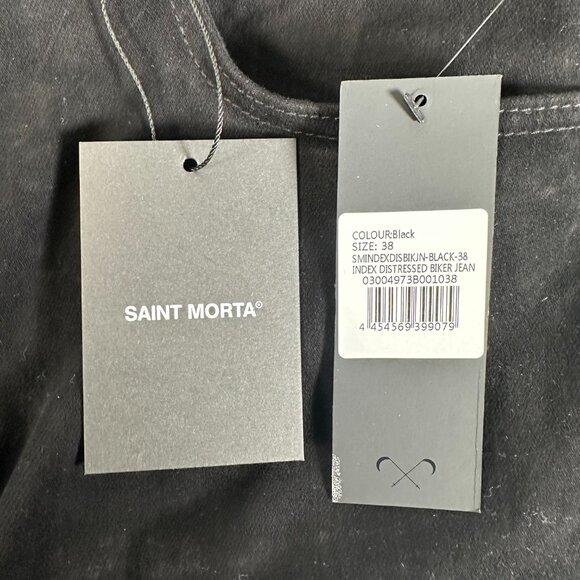 SAINT MORTA®
COLOUR:Black
SIZE: 38
SMINDEXDISBIKJN-BLACK-38
INDEX DISTRESSED BIKER JEAN
03004973B001038
4 454569 399079